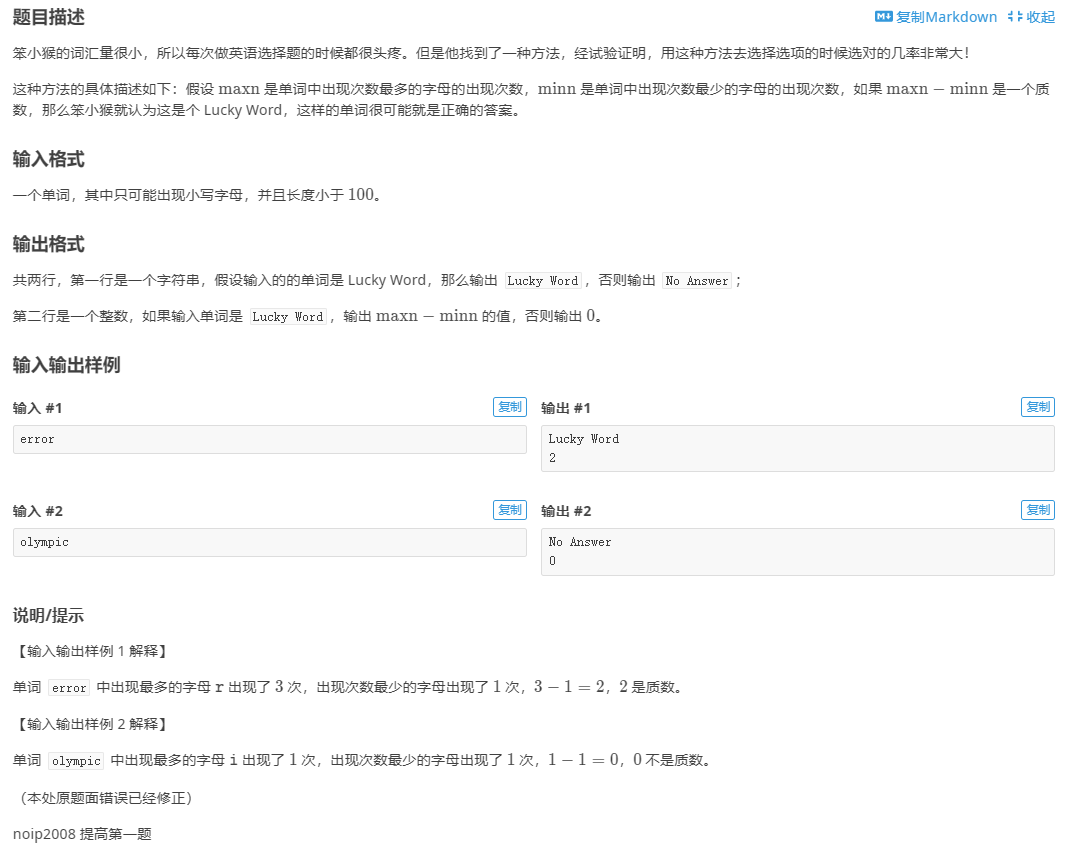 题目描述
复制Markdown 收起
笨小猴的词汇量很小，所以每次做英语选择题的时候都很头疼。但是他找到了一种方法，经试验证明，用这种方法去选择选项的时候选对的几率非常大！
这种方法的具体描述如下：假设 maxn 是单词中出现次数最多的字母的出现次数，minn 是单词中出现次数最少的字母的出现次数，如果 maxn − minn 是一个质
数，那么笨小猴就认为这是个 Lucky Word，这样的单词很可能就是正确的答案。
输入格式
一个单词，其中只可能出现小写字母，并且长度小于 100。
输出格式
共两行，第一行是一个字符串，假设输入的的单词是 Lucky Word，那么输出 Lucky Word，否则输出 No Answer；
第二行是一个整数，如果输入单词是 Lucky Word，输出 maxn − minn 的值，否则输出 0。
输入输出样例
输入 #1
复制
error
输出 #1
复制
Lucky Word
2
输入 #2
复制
olympic
输出 #2
复制
No Answer
0
说明/提示
【输入输出样例 1 解释】
单词 error 中出现最多的字母 r 出现了 3 次，出现次数最少的字母出现了 1 次，3 − 1 = 2，2 是质数。
【输入输出样例 2 解释】
单词 olympic 中出现最多的字母 i 出现了 1 次，出现次数最少的字母出现了 1 次，1 − 1 = 0，0 不是质数。
（本处原题面错误已经修正）
noip2008 提高第一题